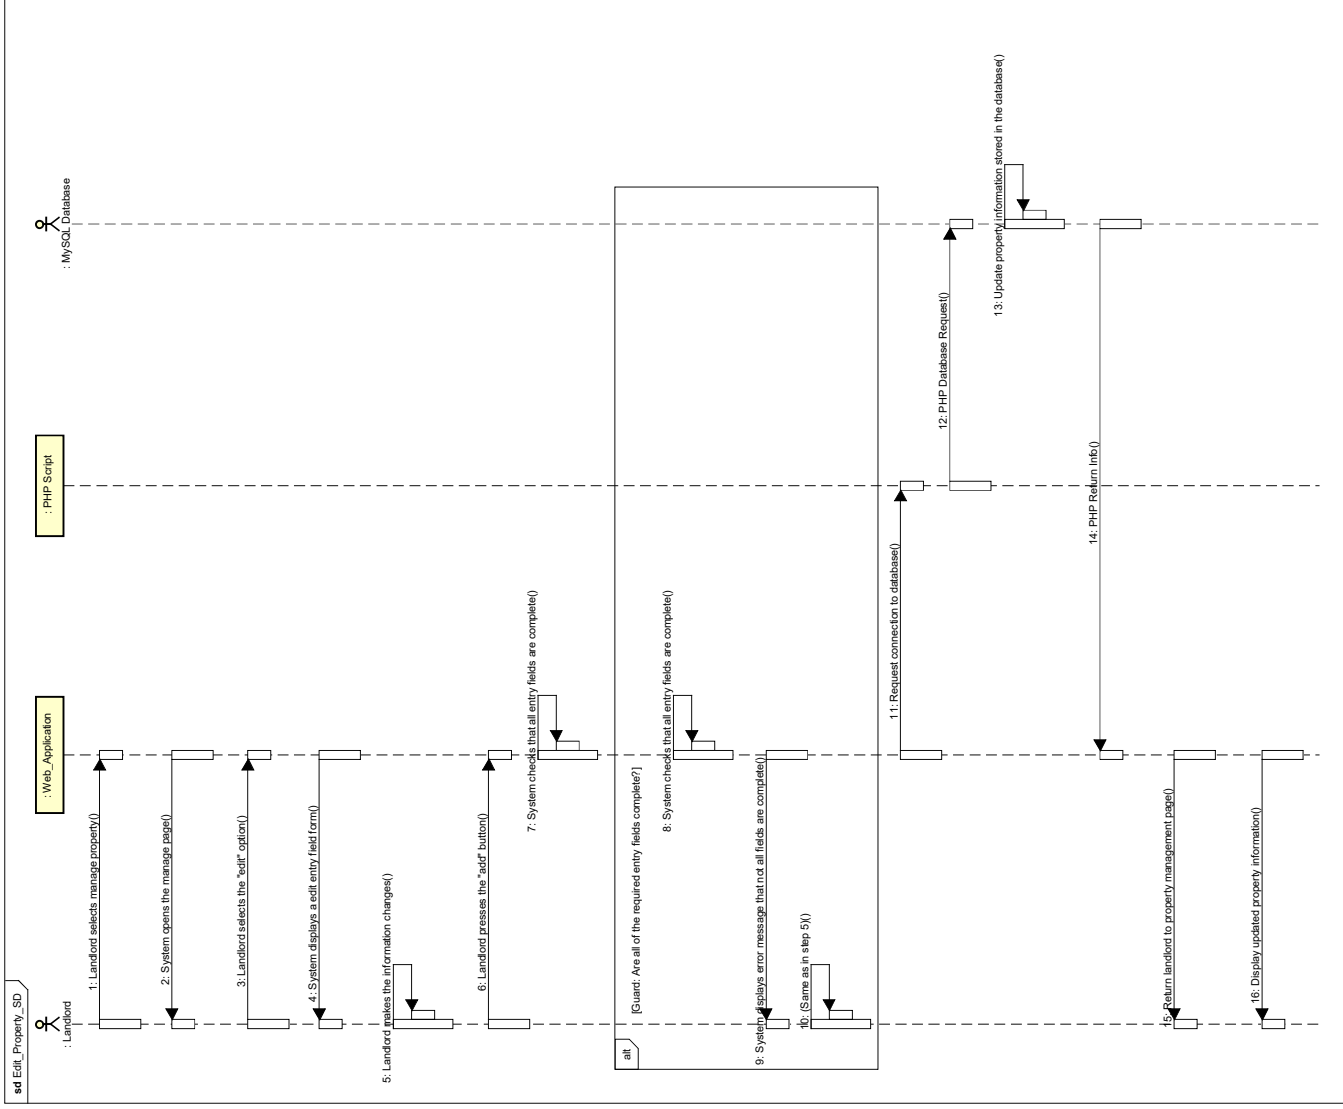 sd Edit_Property_SD
: Landlord
: Web_Application
: PHP Script
: MySQL Database
1: Landlord selects manage property()
2: System opens the manage page()
3: Landlord selects the "edit" option()
4: System displays a edit entry field form()
5: Landlord makes the information changes()
6: Landlord presses the "add" button()
7: System checks that all entry fields are complete()
alt
[Guard: Are all of the required entry fields complete?]
8: System checks that all entry fields are complete()
9: System displays error message that not all fields are complete()
10: (Same as in step 5)()
11: Request connection to database()
12: PHP Database Request()
13: Update property information stored in the database()
14: PHP Return Info()
15: Return landlord to property management page()
16: Display updated property information()